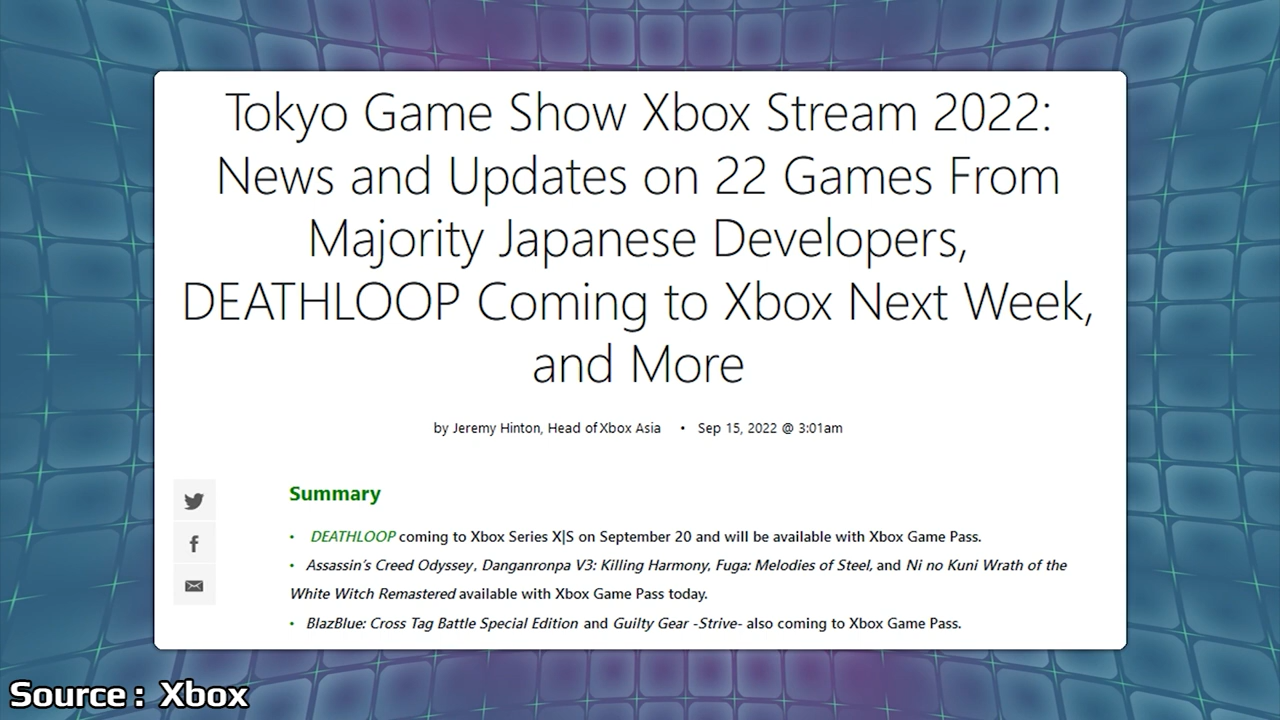 Tokyo Game Show Xbox Stream 2022:
News and Updates on 22 Games From
Majority Japanese Developers,
DEATHLOOP Coming to Xbox Next Week,
and More
by Jeremy Hinton, Head of Xbox Asia • Sep 15, 2022 @ 3:01am
Summary
• DEATHLOOP coming to Xbox Series X|S on September 20 and will be available with Xbox Game Pass.
• Assassin's Creed Odyssey, Danganronpa V3: Killing Harmony, Fuga: Melodies of Steel, and Ni no Kuni Wrath of the
White Witch Remastered available with Xbox Game Pass today.
• BlazBlue: Cross Tag Battle Special Edition and Guilty Gear -Strive- also coming to Xbox Game Pass.
Source : Xbox